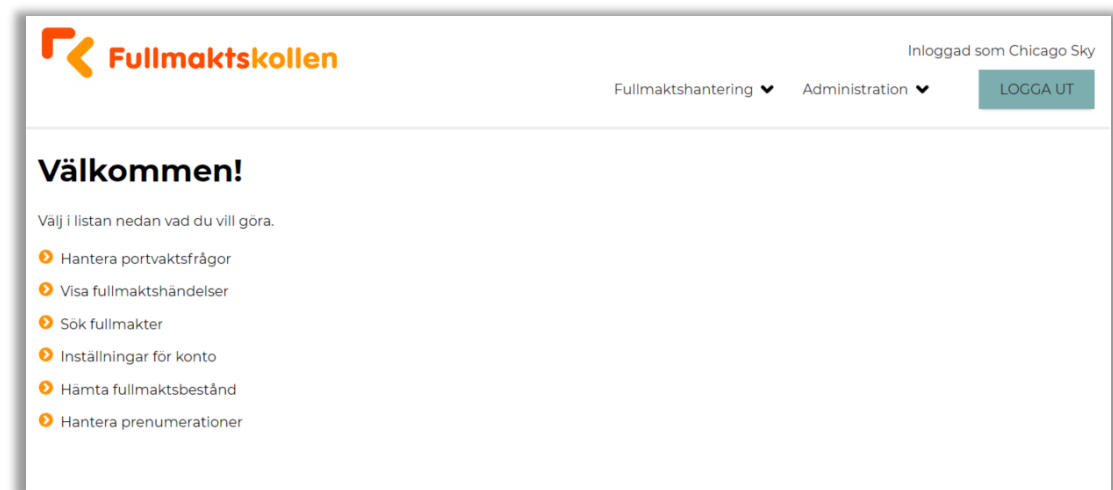 Fullmaktskollen
Inloggad som Chicago Sky
Fullmaktshantering Administration LOGGA UT
Välkommen!
Välj i listan nedan vad du vill göra.
Hantera portvaktsfrågor
Visa fullmaktshändelser
Sök fullmakter
Inställningar för konto
Hämta fullmaktsbestånd
Hantera prenumerationer